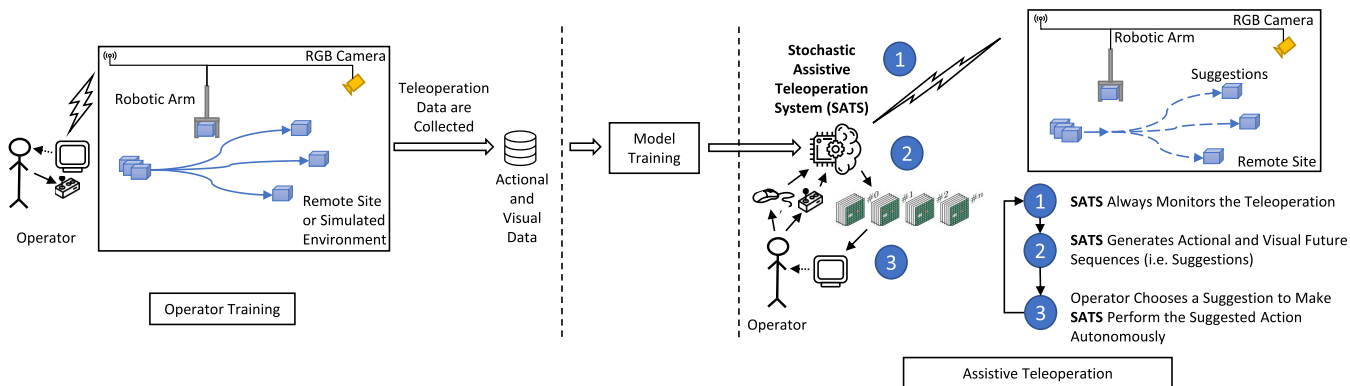 RGB Camera
Robotic Arm
Remote Site
or Simulated
Environment
Operator
Operator Training
Teleoperation
Data are
Collected
Actional
and
Visual
Data
Model
Training
Stochastic
Assistive
Teleoperation
System (SATS)
1
2
#0
#1
#2
#n
3
Operator
RGB Camera
Robotic Arm
Suggestions
Remote Site
1 SATS Always Monitors the Teleoperation
2 SATS Generates Actional and Visual Future
Sequences (i.e. Suggestions)
3 Operator Chooses a Suggestion to Make
SATS Perform the Suggested Action
Autonomously
Assistive Teleoperation